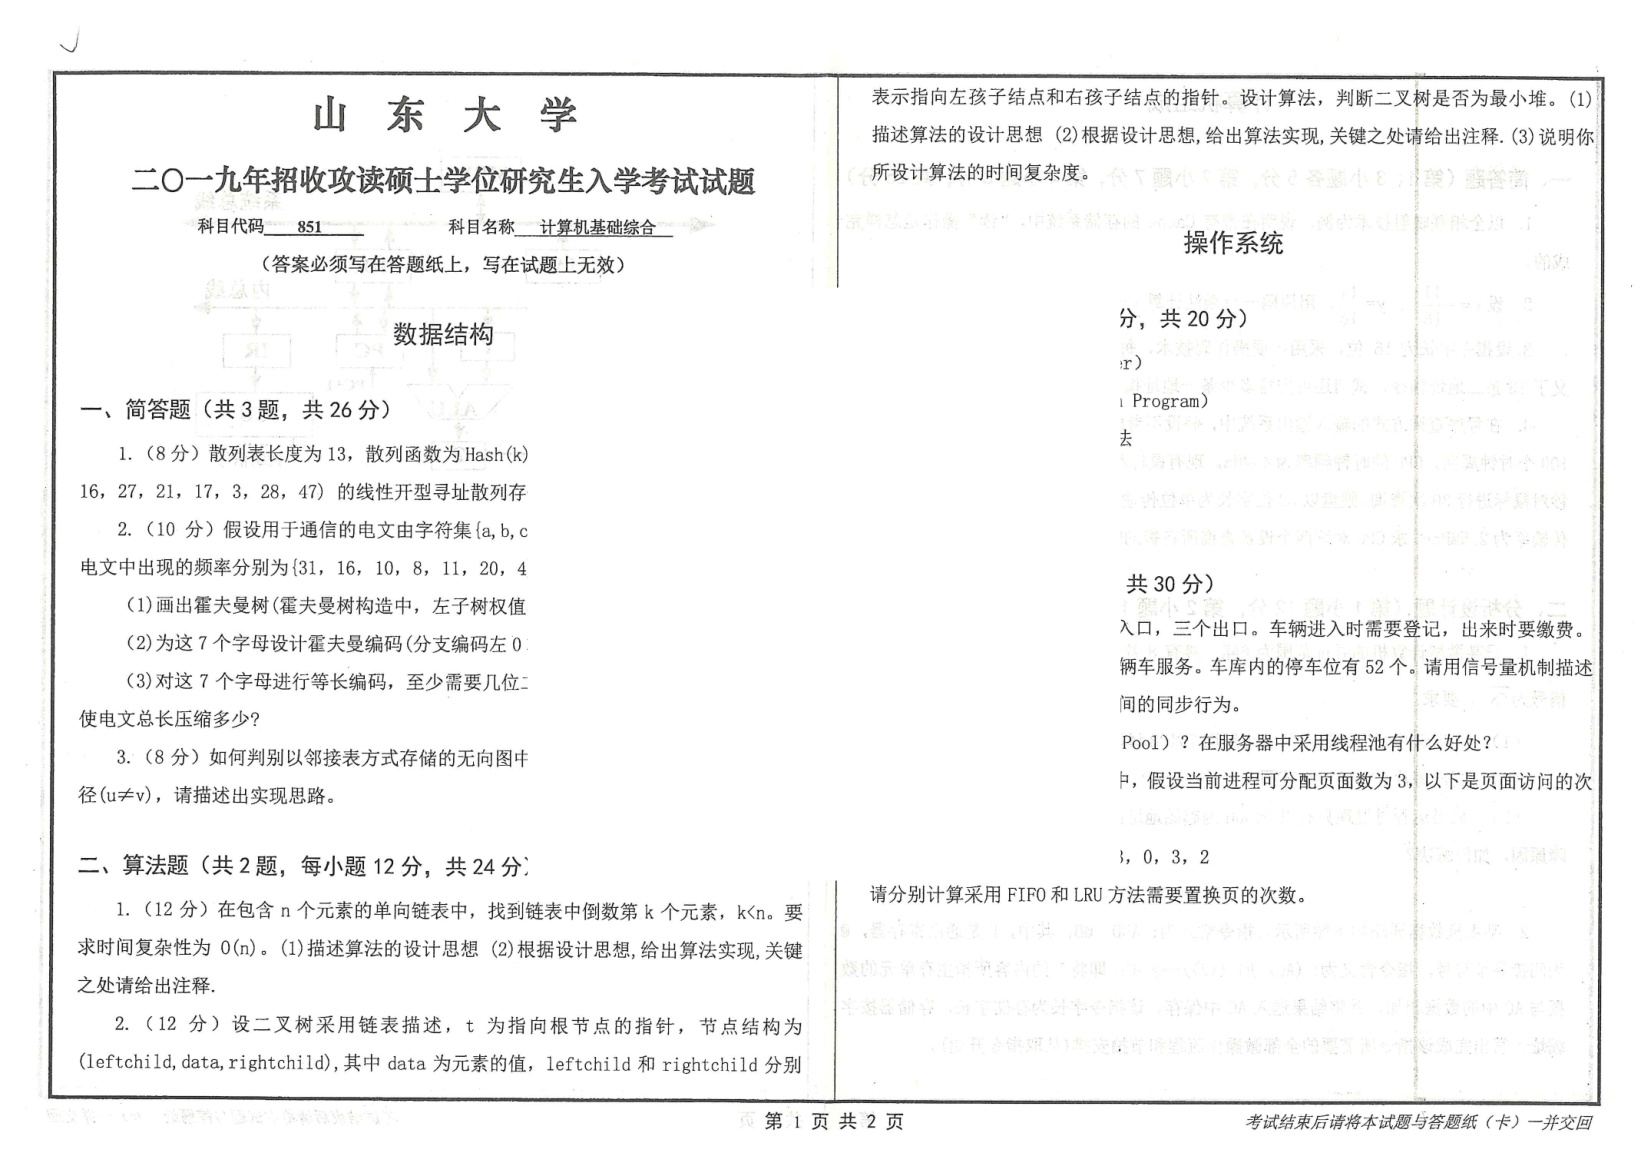 山 东 大 学
二〇一九年招收攻读硕士学位研究生入学考试试题
科目代码 851 科目名称 计算机基础综合
（答案必须写在答题纸上，写在试题上无效）
数据结构
一、简答题（共3题，共26分）
1.（8分）散列表长度为13，散列函数为Hash(k)
16，27，21，17，3，28，47）的线性开型寻址散列存
2.（10 分）假设用于通信的电文由字符集{a,b,c
电文中出现的频率分别为{31，16，10，8，11，20，4
(1)画出霍夫曼树(霍夫曼树构造中，左子树权值
(2)为这7个字母设计霍夫曼编码(分支编码左0
(3)对这7个字母进行等长编码，至少需要几位
使电文总长压缩多少?
3.（8分）如何判别以邻接表方式存储的无向图中
径(u≠v)，请描述出实现思路。
二、算法题（共2题，每小题12分，共24分）
1.（12分）在包含 n 个元素的单向链表中，找到链表中倒数第 k 个元素，k<n。要
求时间复杂性为 O(n)。(1)描述算法的设计思想 (2)根据设计思想,给出算法实现,关键
之处请给出注释.
2.（12 分）设二叉树采用链表描述，t 为指向根节点的指针，节点结构为
(leftchild,data,rightchild),其中 data 为元素的值，leftchild 和 rightchild 分别
表示指向左孩子结点和右孩子结点的指针。设计算法，判断二叉树是否为最小堆。(1)
描述算法的设计思想 (2)根据设计思想,给出算法实现,关键之处请给出注释.(3)说明你
所设计算法的时间复杂度。
操作系统
分，共20分）
er）
Program）
法
共30分）
入口，三个出口。车辆进入时需要登记，出来时要缴费。
辆车服务。车库内的停车位有52个。请用信号量机制描述
间的同步行为。
Pool）？在服务器中采用线程池有什么好处？
中，假设当前进程可分配页面数为3，以下是页面访问的次
3，0，3，2
请分别计算采用FIFO和LRU方法需要置换页的次数。
第 1 页 共 2 页
考试结束后请将本试题与答题纸（卡）一并交回